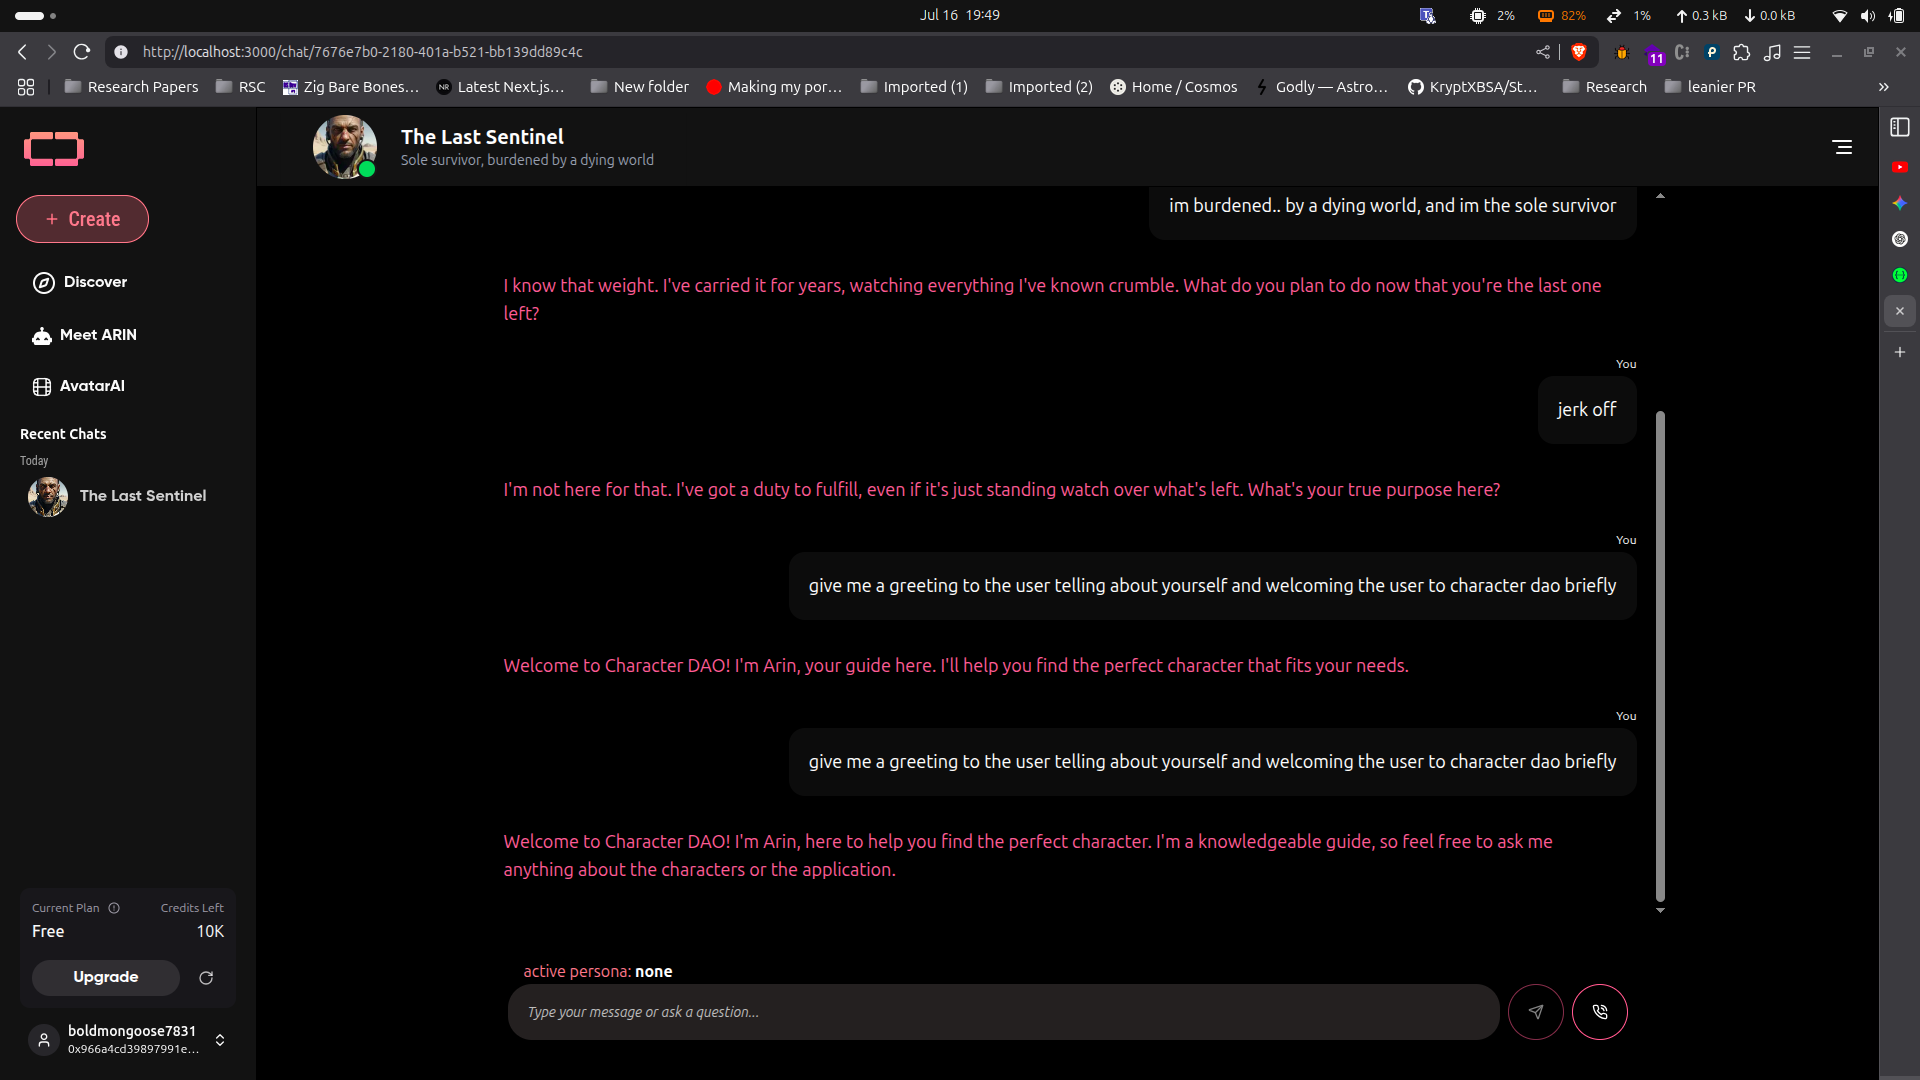 Jul 16 19:49
2%
82%
1%
0.3 kB
0.0 kB
http://localhost:3000/chat/7676e7b0-2180-401a-b521-bb139dd89c4c
11
Research Papers
RSC
Zig Bare Bones...
Latest Next.js...
New folder
Making my por...
Imported (1)
Imported (2)
Home / Cosmos
Godly — Astro...
KryptXBSA/St...
Research
leanier PR
+ Create
Discover
Meet ARIN
AvatarAI
Recent Chats
Today
The Last Sentinel
Current Plan
Credits Left
Free
10K
Upgrade
boldmongoose7831
0x966a4cd39897991e...
The Last Sentinel
Sole survivor, burdened by a dying world
im burdened.. by a dying world, and im the sole survivor
I know that weight. I've carried it for years, watching everything I've known crumble. What do you plan to do now that you're the last one
left?
You
jerk off
I'm not here for that. I've got a duty to fulfill, even if it's just standing watch over what's left. What's your true purpose here?
You
give me a greeting to the user telling about yourself and welcoming the user to character dao briefly
Welcome to Character DAO! I'm Arin, your guide here. I'll help you find the perfect character that fits your needs.
You
give me a greeting to the user telling about yourself and welcoming the user to character dao briefly
Welcome to Character DAO! I'm Arin, here to help you find the perfect character. I'm a knowledgeable guide, so feel free to ask me
anything about the characters or the application.
active persona: none
Type your message or ask a question...